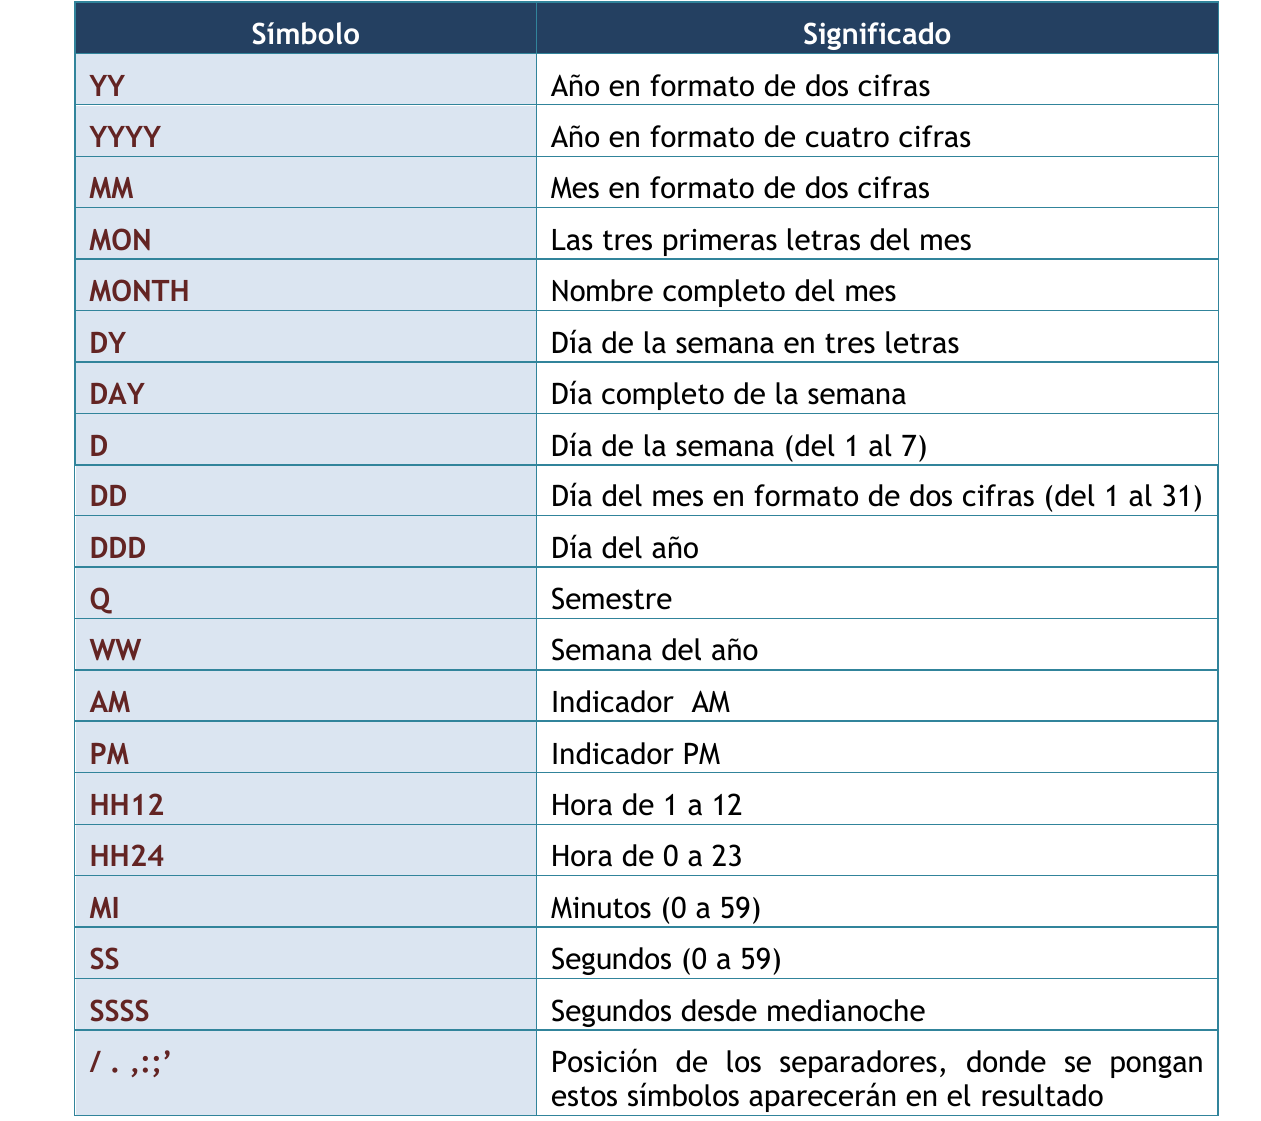 Símbolo Significado
YY Año en formato de dos cifras
YYYY Año en formato de cuatro cifras
MM Mes en formato de dos cifras
MON Las tres primeras letras del mes
MONTH Nombre completo del mes
DY Día de la semana en tres letras
DAY Día completo de la semana
D Día de la semana (del 1 al 7)
DD Día del mes en formato de dos cifras (del 1 al 31)
DDD Día del año
Q Semestre
WW Semana del año
AM Indicador AM
PM Indicador PM
HH12 Hora de 1 a 12
HH24 Hora de 0 a 23
MI Minutos (0 a 59)
SS Segundos (0 a 59)
SSSS Segundos desde medianoche
/ . ,:;’ Posición de los separadores, donde se pongan
estos símbolos aparecerán en el resultado